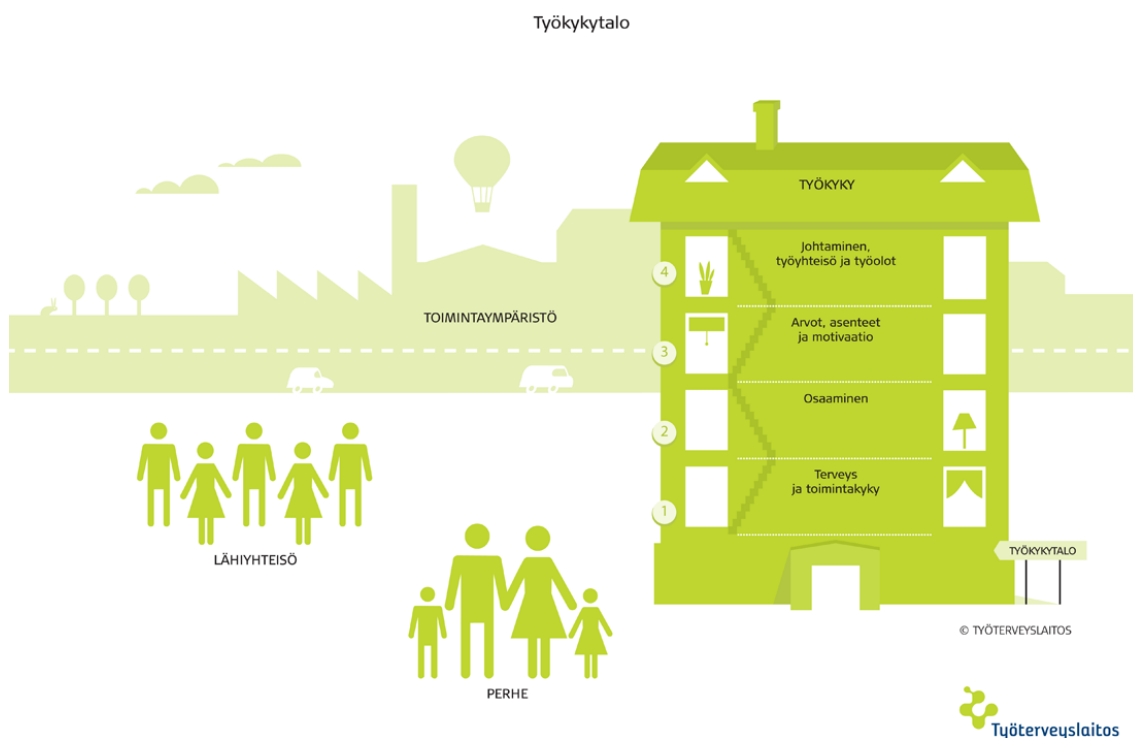 Työkykytalo
TYÖKYKY
4
Johtaminen,
työyhteisö ja työolot
TOIMINTAYMPÄRISTÖ
3
Arvot, asenteet
ja motivaatio
2
Osaaminen
1
Terveys
ja toimintakyky
LÄHIYHTEISÖ
TYÖKYKYTALO
© TYÖTERVEYSLAITOS
PERHE
Työterveyslaitos